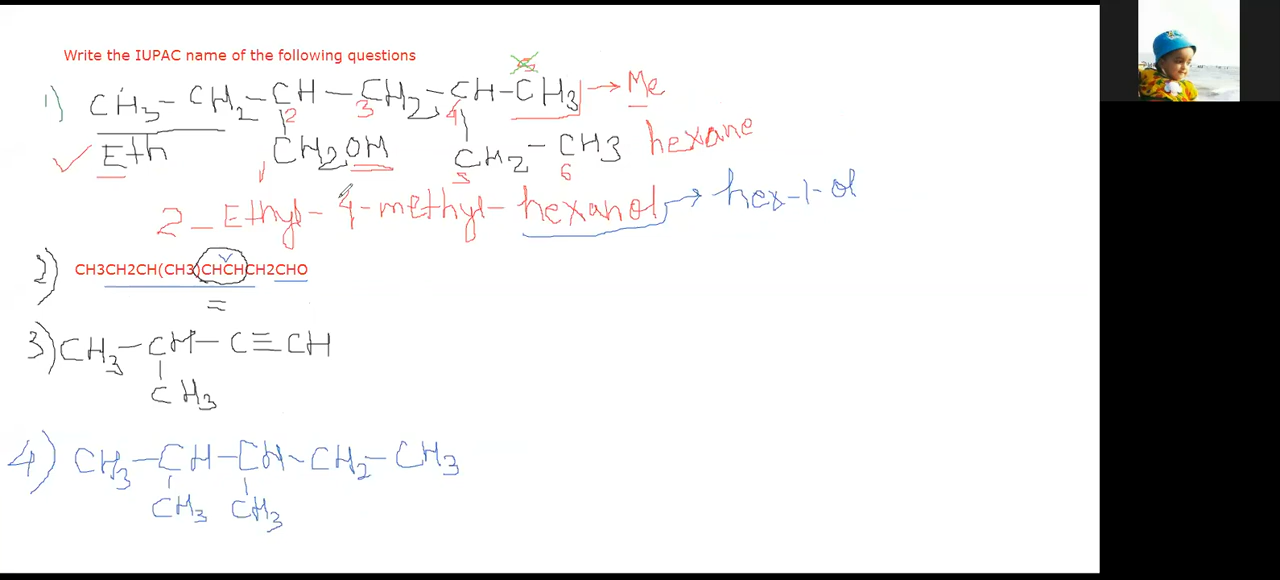 Write the IUPAC name of the following questions
1) CH3 – CH2 – CH – CH2 – CH – CH3 → Me
2 3 4 5
✓ Eth CH2OH CH2 – CH3 hexane
5 6
2 – Ethyl – 4 – methyl – hexanol → hex-1-ol
2) CH3CH2CH(CH3)CHCHCH2CHO
=
3) CH3 – CH – C ≡ CH
CH3
4) CH3 – CH – CH – CH2 – CH3
CH3 CH3